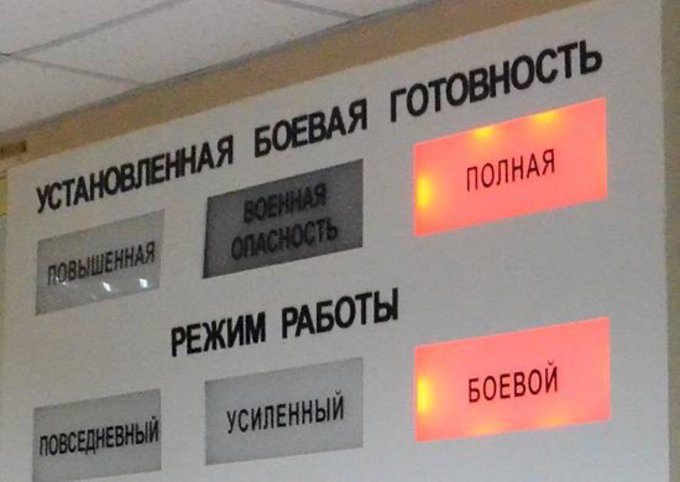 УСТАНОВЛЕННАЯ БОЕВАЯ ГОТОВНОСТЬ
ПОВЫШЕННАЯ
ВОЕННАЯ
ОПАСНОСТЬ
ПОЛНАЯ
РЕЖИМ РАБОТЫ
ПОВСЕДНЕВНЫЙ
УСИЛЕННЫЙ
БОЕВОЙ